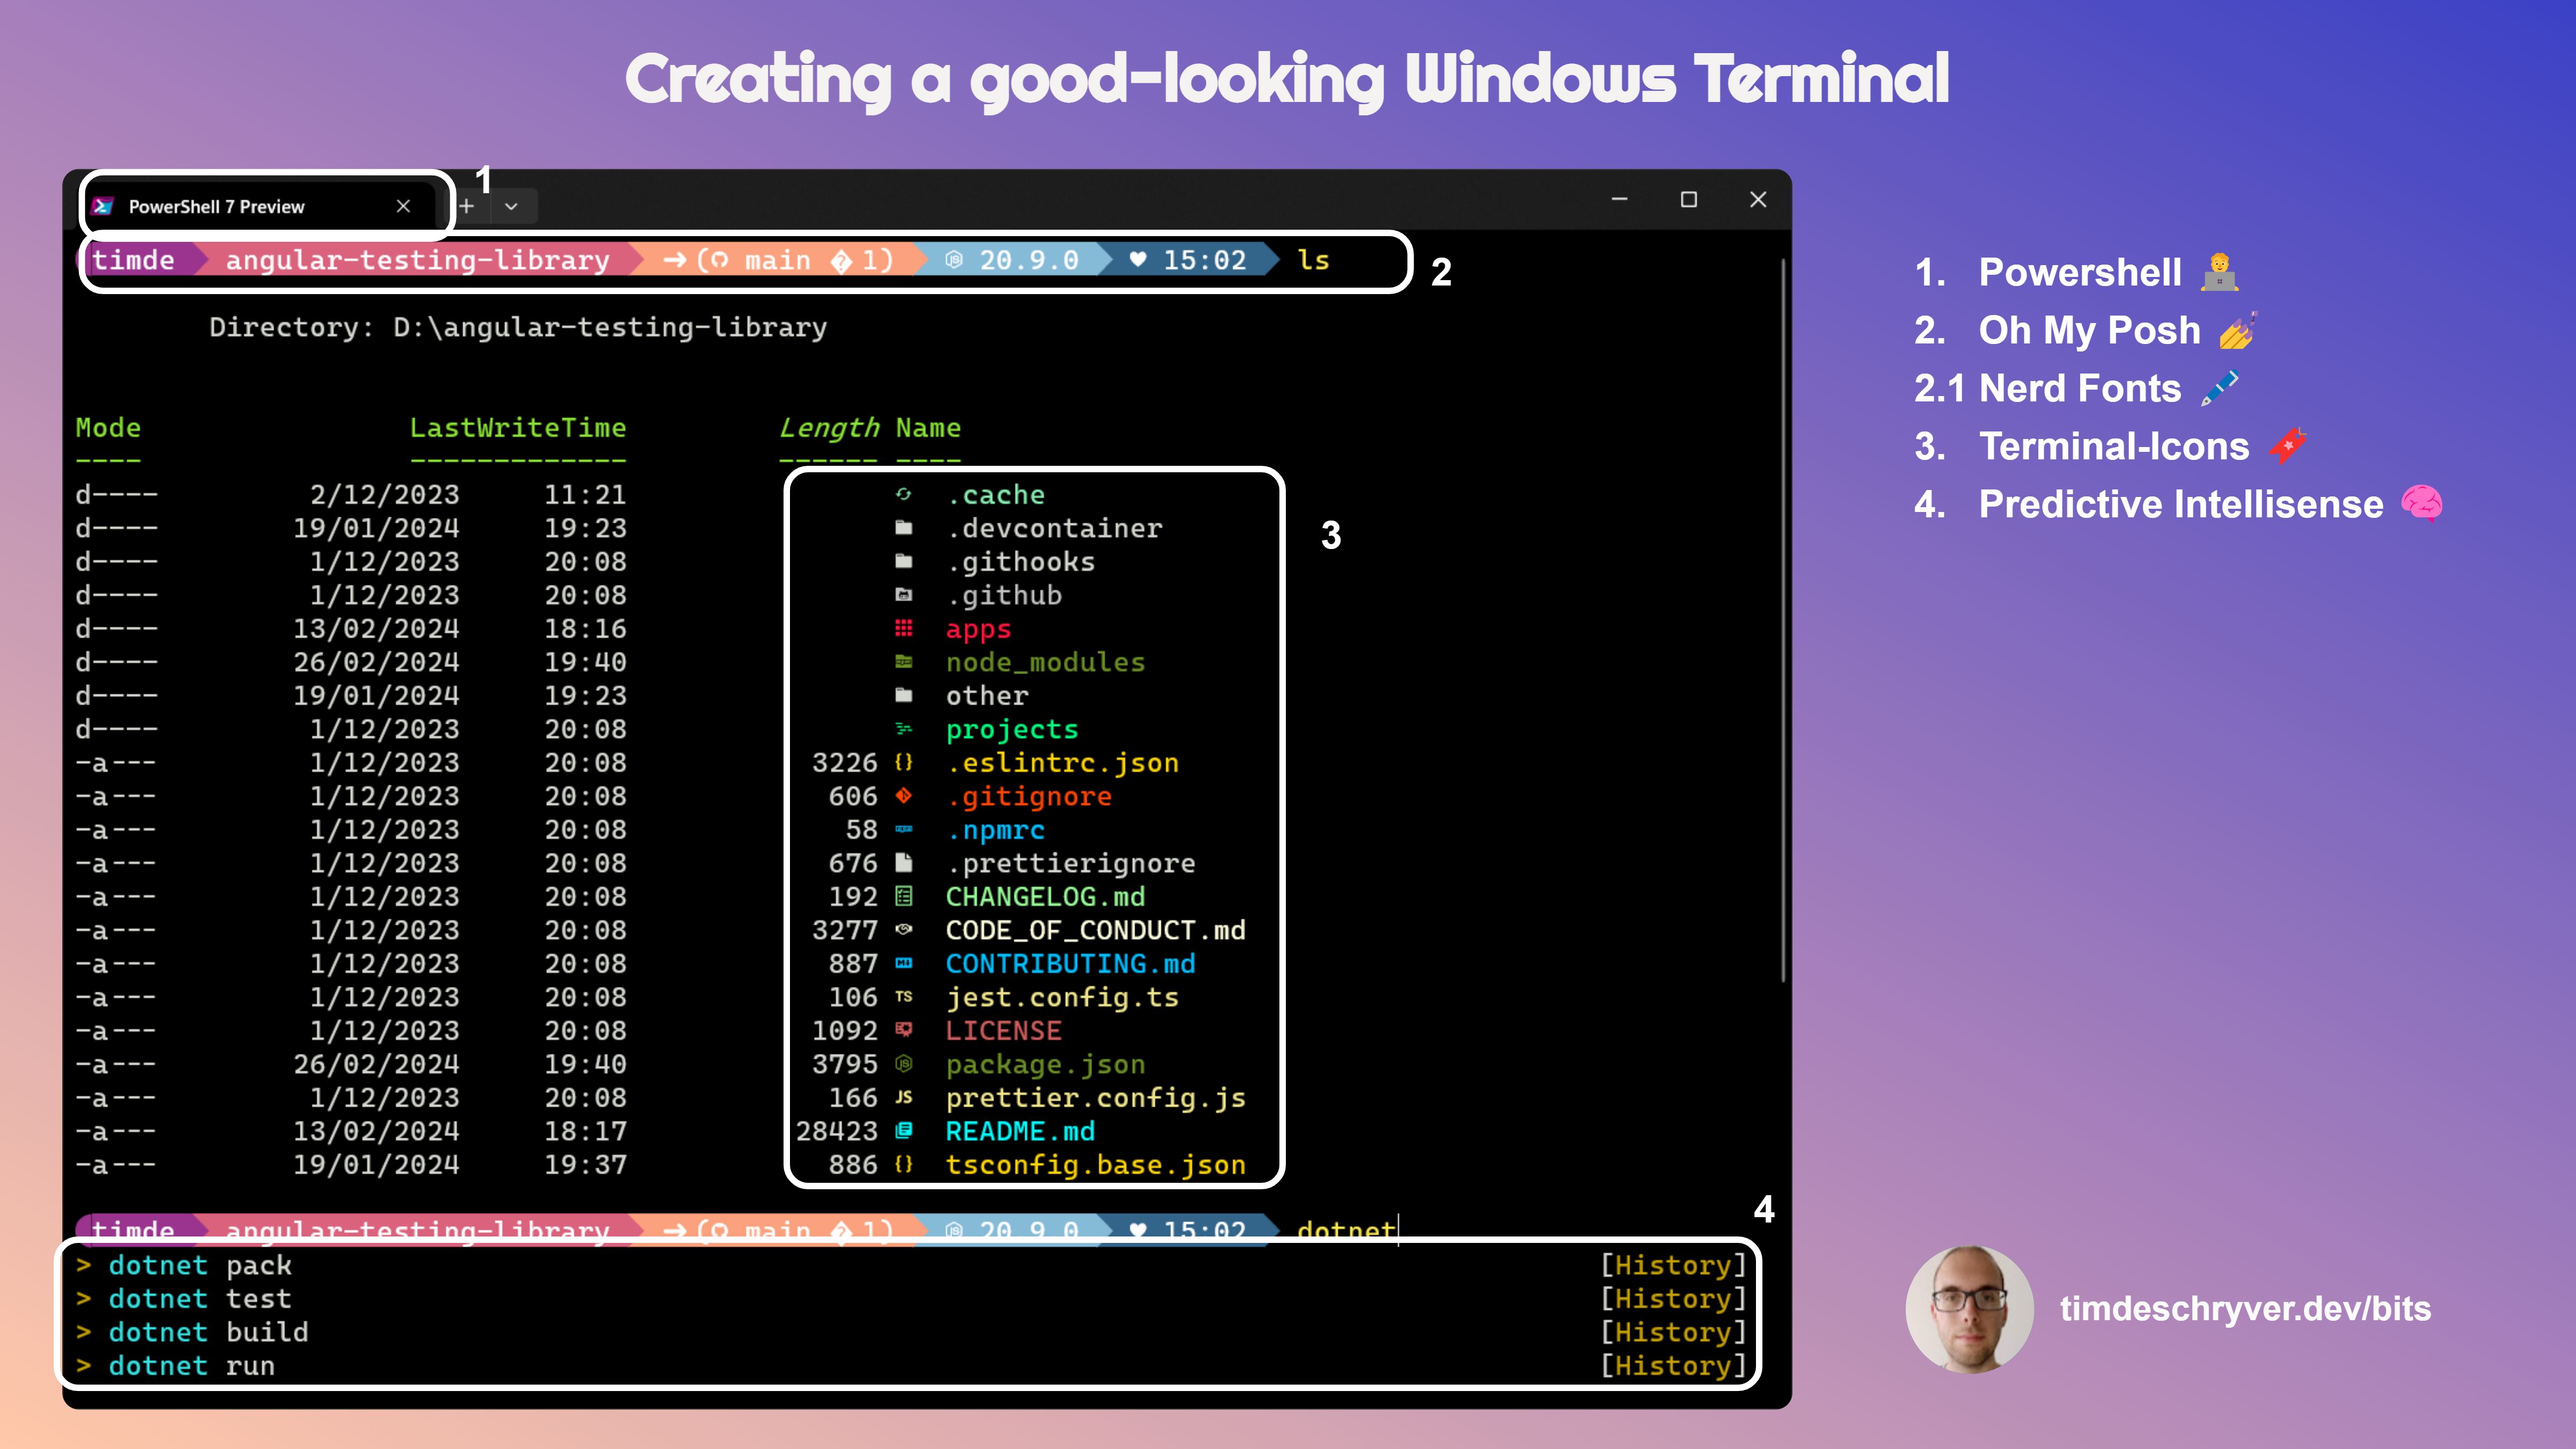 Creating a good-looking Windows Terminal
1
PowerShell 7 Preview
timde angular-testing-library →( main �1) 20.9.0 ♥ 15:02 ls
2
Directory: D:\angular-testing-library
Mode LastWriteTime Length Name
---- ------------- ------ ----
d---- 2/12/2023 11:21 .cache
d---- 19/01/2024 19:23 .devcontainer
d---- 1/12/2023 20:08 .githooks
d---- 1/12/2023 20:08 .github
d---- 13/02/2024 18:16 apps
d---- 26/02/2024 19:40 node_modules
d---- 19/01/2024 19:23 other
d---- 1/12/2023 20:08 projects
-a--- 1/12/2023 20:08 3226 {} .eslintrc.json
-a--- 1/12/2023 20:08 606 .gitignore
-a--- 1/12/2023 20:08 58 .npmrc
-a--- 1/12/2023 20:08 676 .prettierignore
-a--- 1/12/2023 20:08 192 CHANGELOG.md
-a--- 1/12/2023 20:08 3277 CODE_OF_CONDUCT.md
-a--- 1/12/2023 20:08 887 CONTRIBUTING.md
-a--- 1/12/2023 20:08 106 TS jest.config.ts
-a--- 1/12/2023 20:08 1092 LICENSE
-a--- 26/02/2024 19:40 3795 package.json
-a--- 1/12/2023 20:08 166 JS prettier.config.js
-a--- 13/02/2024 18:17 28423 README.md
-a--- 19/01/2024 19:37 886 {} tsconfig.base.json
3
timde angular-testing-library →( main �1) 20.9.0 ♥ 15:02 dotnet
4
> dotnet pack [History]
> dotnet test [History]
> dotnet build [History]
> dotnet run [History]
1. Powershell 🧑‍💻
2. Oh My Posh 💅
2.1 Nerd Fonts 🖊️
3. Terminal-Icons 🔖
4. Predictive Intellisense 🧠
timdeschryver.dev/bits